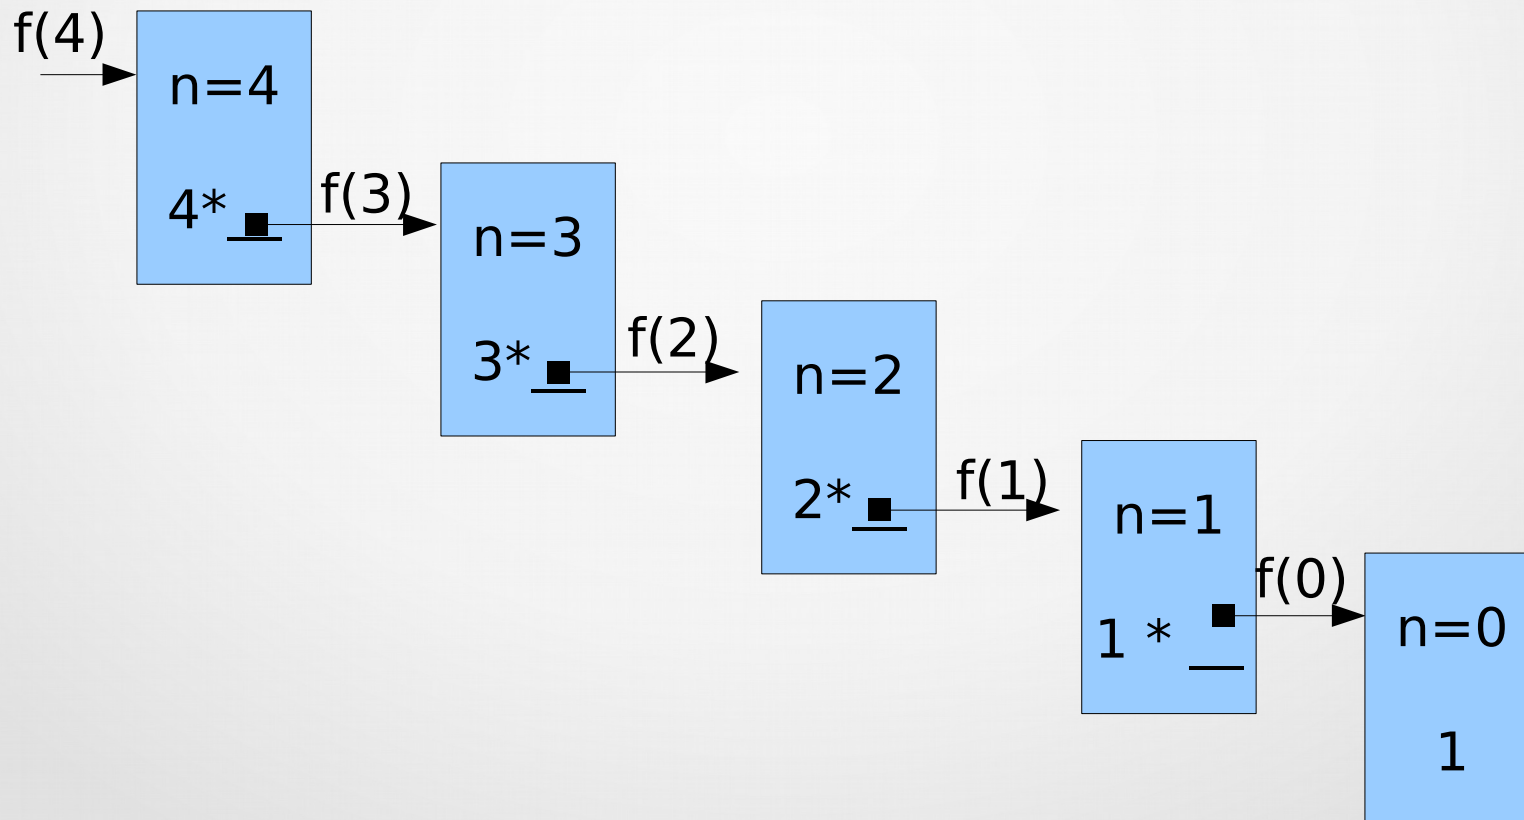 f(4)
n=4
4*
f(3)
n=3
3*
f(2)
n=2
2*
f(1)
n=1
1 *
f(0)
n=0
1